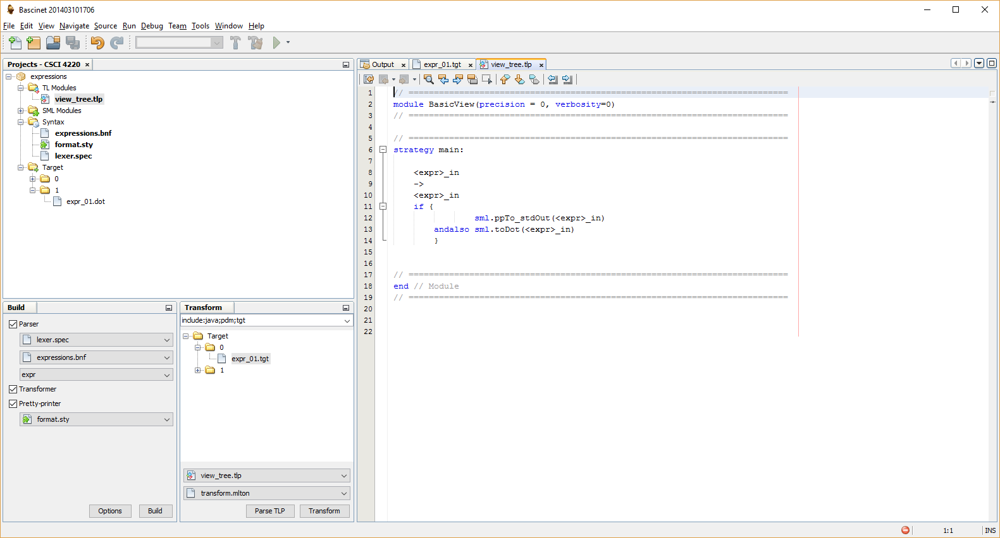 Bascinet 201403101706
File Edit View Navigate Source Run Debug Team Tools Window Help
Projects - CSCI 4220
expressions
TL Modules
view_tree.tlp
SML Modules
Syntax
expressions.bnf
format.sty
lexer.spec
Target
0
1
expr_01.dot
Build
Parser
lexer.spec
expressions.bnf
expr
Transformer
Pretty-printer
format.sty
Options Build
Transform
include:java;pdm;tgt
Target
0
expr_01.tgt
1
view_tree.tlp
transform.mlton
Parse TLP Transform
Output expr_01.tgt view_tree.tlp
1 // ===========================================================================
2 module BasicView(precision = 0, verbosity=0)
3 // ===========================================================================
4
5 // ===========================================================================
6 strategy main:
7
8 <expr>_in
9 ->
10 <expr>_in
11 if {
12 sml.ppTo_stdOut(<expr>_in)
13 andalso sml.toDot(<expr>_in)
14 }
15
16
17 // ===========================================================================
18 end // Module
19 // ===========================================================================
20
21
22
1:1 INS